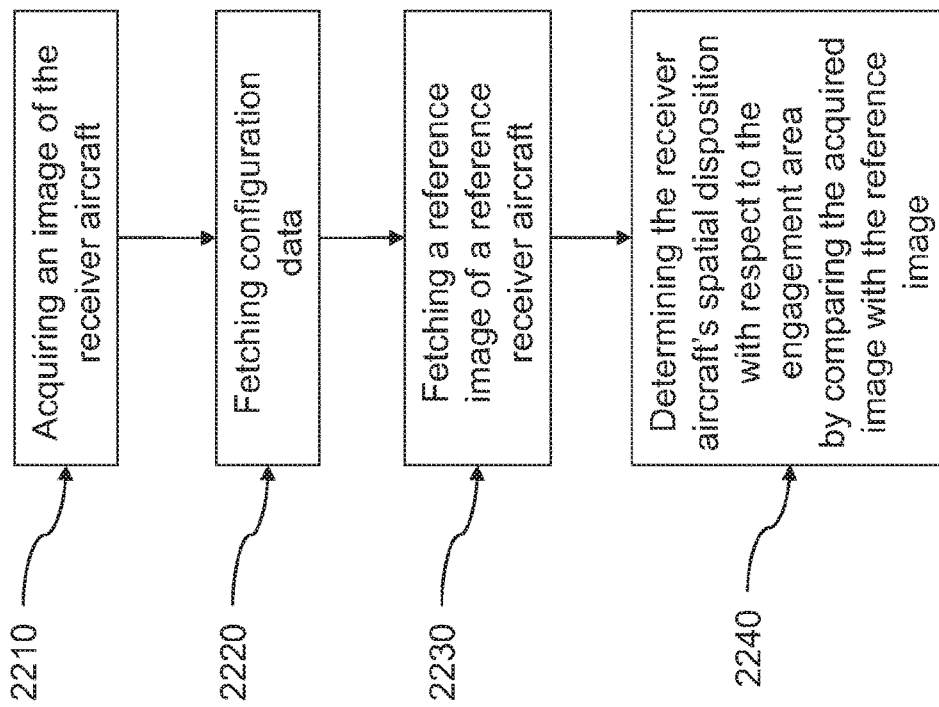 2210
Acquiring an image of the
receiver aircraft
2220
Fetching configuration
data
2230
Fetching a reference
image of a reference
receiver aircraft
2240
Determining the receiver
aircraft's spatial disposition
with respect to the
engagement area
by comparing the acquired
image with the reference
image